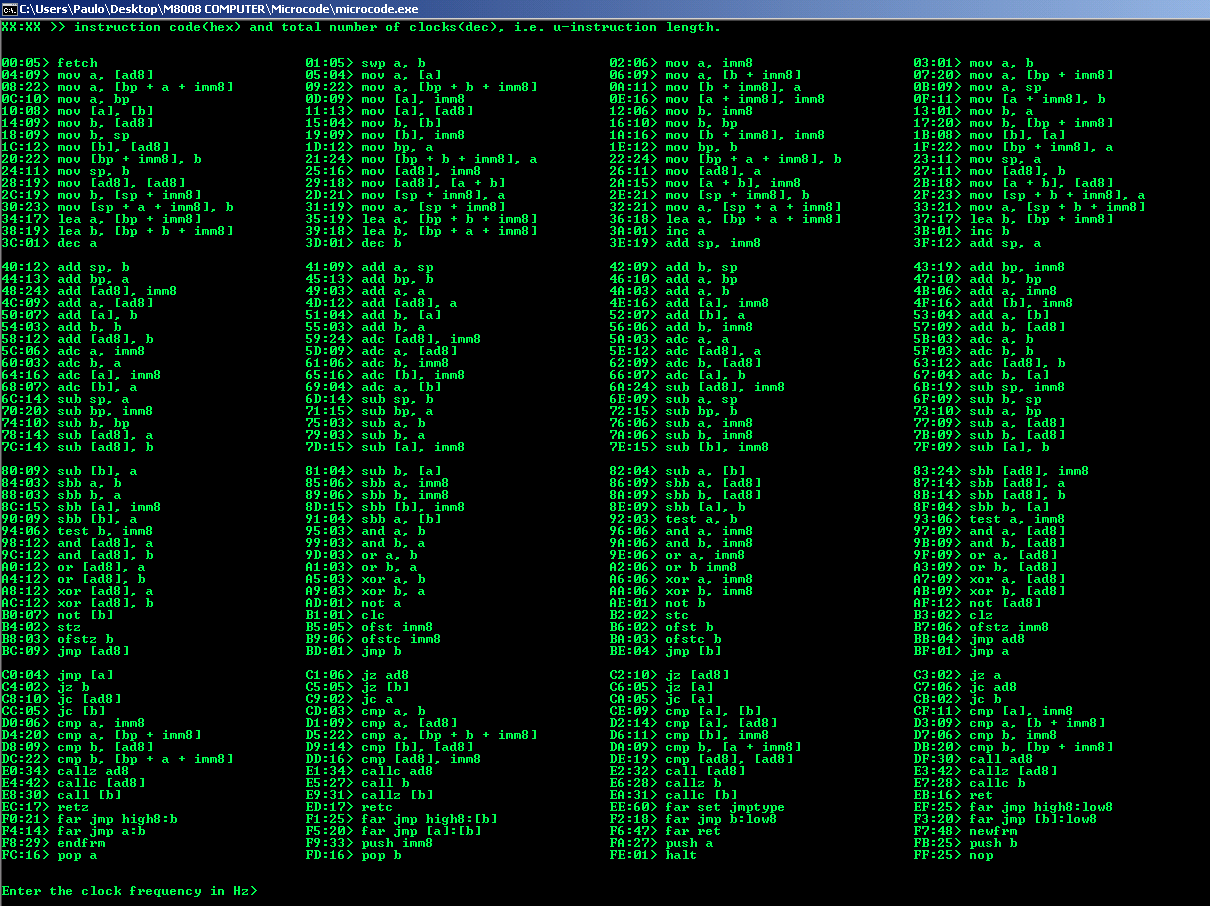 C:\Users\Paulo\Desktop\M8008 COMPUTER\Microcode\microcode.exe
XX:XX >> instruction code(hex) and total number of clocks(dec), i.e. u-instruction length.
00:05> fetch 01:05> swp a, b 02:06> mov a, imm8 03:01> mov a, b
04:09> mov a, [ad8] 05:04> mov a, [a] 06:09> mov a, [b + imm8] 07:20> mov a, [bp + imm8]
08:22> mov a, [bp + a + imm8] 09:22> mov a, [bp + b + imm8] 0A:11> mov [b + imm8], a 0B:09> mov a, sp
0C:10> mov a, bp 0D:09> mov [a], imm8 0E:16> mov [a + imm8], imm8 0F:11> mov [a + imm8], b
10:08> mov [a], [b] 11:13> mov [a], [ad8] 12:06> mov b, imm8 13:01> mov b, a
14:09> mov b, [ad8] 15:04> mov b, [b] 16:10> mov b, bp 17:20> mov b, [bp + imm8]
18:09> mov b, sp 19:09> mov [b], imm8 1A:16> mov [b + imm8], imm8 1B:08> mov [b], [a]
1C:12> mov [b], [ad8] 1D:12> mov bp, a 1E:12> mov bp, b 1F:22> mov [bp + imm8], a
20:22> mov [bp + imm8], b 21:24> mov [bp + b + imm8], a 22:24> mov [bp + a + imm8], b 23:11> mov sp, a
24:11> mov sp, b 25:16> mov [ad8], imm8 26:11> mov [ad8], a 27:11> mov [ad8], b
28:19> mov [ad8], [ad8] 29:18> mov [ad8], [a + b] 2A:15> mov [a + b], imm8 2B:18> mov [a + b], [ad8]
2C:19> mov b, [sp + imm8] 2D:21> mov [sp + imm8], a 2E:21> mov [sp + imm8], b 2F:23> mov [sp + b + imm8], a
30:23> mov [sp + a + imm8], b 31:19> mov a, [sp + imm8] 32:21> mov a, [sp + a + imm8] 33:21> mov a, [sp + b + imm8]
34:17> lea a, [bp + imm8] 35:19> lea a, [bp + b + imm8] 36:18> lea a, [bp + a + imm8] 37:17> lea b, [bp + imm8]
38:19> lea b, [bp + b + imm8] 39:18> lea b, [bp + a + imm8] 3A:01> inc a 3B:01> inc b
3C:01> dec a 3D:01> dec b 3E:19> add sp, imm8 3F:12> add sp, a
40:12> add sp, b 41:09> add a, sp 42:09> add b, sp 43:19> add bp, imm8
44:13> add bp, a 45:13> add bp, b 46:10> add a, bp 47:10> add b, bp
48:24> add [ad8], imm8 49:03> add a, a 4A:03> add a, b 4B:06> add a, imm8
4C:09> add a, [ad8] 4D:12> add [ad8], a 4E:16> add [a], imm8 4F:16> add [b], imm8
50:07> add [a], b 51:04> add b, [a] 52:07> add [b], a 53:04> add a, [b]
54:03> add b, b 55:03> add b, a 56:06> add b, imm8 57:09> add b, [ad8]
58:12> add [ad8], b 59:24> adc [ad8], imm8 5A:03> adc a, a 5B:03> adc a, b
5C:06> adc a, imm8 5D:09> adc a, [ad8] 5E:12> adc [ad8], a 5F:03> adc b, b
60:03> adc b, a 61:06> adc b, imm8 62:09> adc b, [ad8] 63:12> adc [ad8], b
64:16> adc [a], imm8 65:16> adc [b], imm8 66:07> adc [a], b 67:04> adc b, [a]
68:07> adc [b], a 69:04> adc a, [b] 6A:24> sub [ad8], imm8 6B:19> sub sp, imm8
6C:14> sub sp, a 6D:14> sub sp, b 6E:09> sub a, sp 6F:09> sub b, sp
70:20> sub bp, imm8 71:15> sub bp, a 72:15> sub bp, b 73:10> sub a, bp
74:10> sub b, bp 75:03> sub a, b 76:06> sub a, imm8 77:09> sub a, [ad8]
78:14> sub [ad8], a 79:03> sub b, a 7A:06> sub b, imm8 7B:09> sub b, [ad8]
7C:14> sub [ad8], b 7D:15> sub [a], imm8 7E:15> sub [b], imm8 7F:09> sub [a], b
80:09> sub [b], a 81:04> sub b, [a] 82:04> sub a, [b] 83:24> sbb [ad8], imm8
84:03> sbb a, b 85:06> sbb a, imm8 86:09> sbb a, [ad8] 87:14> sbb [ad8], a
88:03> sbb b, a 89:06> sbb b, imm8 8A:09> sbb b, [ad8] 8B:14> sbb [ad8], b
8C:15> sbb [a], imm8 8D:15> sbb [b], imm8 8E:09> sbb [a], b 8F:04> sbb b, [a]
90:09> sbb [b], a 91:04> sbb a, [b] 92:03> test a, b 93:06> test a, imm8
94:06> test b, imm8 95:03> and a, b 96:06> and a, imm8 97:09> and a, [ad8]
98:12> and [ad8], a 99:03> and b, a 9A:06> and b, imm8 9B:09> and b, [ad8]
9C:12> and [ad8], b 9D:03> or a, b 9E:06> or a, imm8 9F:09> or a, [ad8]
A0:12> or [ad8], a A1:03> or b, a A2:06> or b imm8 A3:09> or b, [ad8]
A4:12> or [ad8], b A5:03> xor a, b A6:06> xor a, imm8 A7:09> xor a, [ad8]
A8:12> xor [ad8], a A9:03> xor b, a AA:06> xor b, imm8 AB:09> xor b, [ad8]
AC:12> xor [ad8], b AD:01> not a AE:01> not b AF:12> not [ad8]
B0:07> not [b] B1:01> clc B2:02> stc B3:02> clz
B4:02> stz B5:05> ofst imm8 B6:02> ofst b B7:06> ofstz imm8
B8:03> ofstz b B9:06> ofstc imm8 BA:03> ofstc b BB:04> jmp ad8
BC:09> jmp [ad8] BD:01> jmp b BE:04> jmp [b] BF:01> jmp a
C0:04> jmp [a] C1:06> jz ad8 C2:10> jz [ad8] C3:02> jz a
C4:02> jz b C5:05> jz [b] C6:05> jz [a] C7:06> jc ad8
C8:10> jc [ad8] C9:02> jc a CA:05> jc [a] CB:02> jc b
CC:05> jc [b] CD:03> cmp a, b CE:09> cmp [a], [b] CF:11> cmp [a], imm8
D0:06> cmp a, imm8 D1:09> cmp a, [ad8] D2:14> cmp [a], [ad8] D3:09> cmp a, [b + imm8]
D4:20> cmp a, [bp + imm8] D5:22> cmp a, [bp + b + imm8] D6:11> cmp [b], imm8 D7:06> cmp b, imm8
D8:09> cmp b, [ad8] D9:14> cmp [b], [ad8] DA:09> cmp b, [a + imm8] DB:20> cmp b, [bp + imm8]
DC:22> cmp b, [bp + a + imm8] DD:16> cmp [ad8], imm8 DE:19> cmp [ad8], [ad8] DF:30> call ad8
E0:34> callz ad8 E1:34> callc ad8 E2:32> call [ad8] E3:42> callz [ad8]
E4:42> callc [ad8] E5:27> call b E6:28> callz b E7:28> callc b
E8:30> call [b] E9:31> callz [b] EA:31> callc [b] EB:16> ret
EC:17> retz ED:17> retc EE:60> far set jmptype EF:25> far jmp high8:low8
F0:21> far jmp high8:b F1:25> far jmp high8:[b] F2:18> far jmp b:low8 F3:20> far jmp [b]:low8
F4:14> far jmp a:b F5:20> far jmp [a]:[b] F6:47> far ret F7:48> newfrm
F8:29> endfrm F9:33> push imm8 FA:27> push a FB:25> push b
FC:16> pop a FD:16> pop b FE:01> halt FF:25> nop
Enter the clock frequency in Hz>